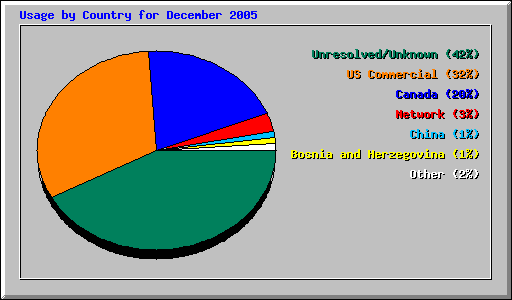 Usage by Country for December 2005
Unresolved/Unknown (42%)
US Commercial (32%)
Canada (20%)
Network (3%)
China (1%)
Bosnia and Herzegovina (1%)
Other (2%)